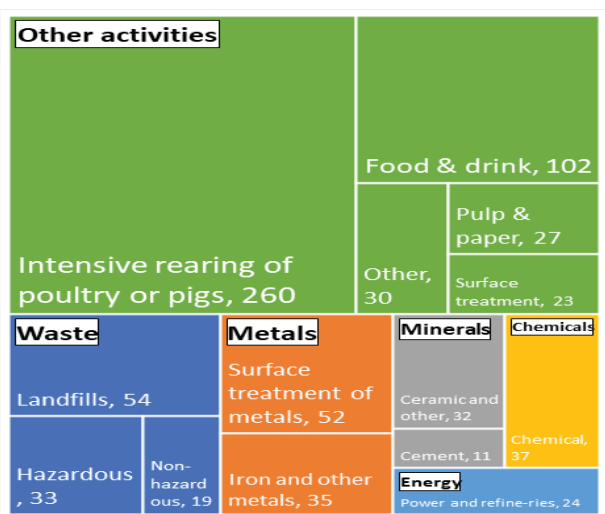 Other activities
Intensive rearing of
poultry or pigs, 260
Food & drink, 102
Other,
30
Pulp &
paper, 27
Surface
treatment, 23
Waste
Landfills, 54
Hazardous
, 33
Non-
hazard
ous, 19
Metals
Surface
treatment of
metals, 52
Iron and other
metals, 35
Minerals
Ceramic and
other, 32
Cement, 11
Chemicals
Chemical,
37
Energy
Power and refine-ries, 24